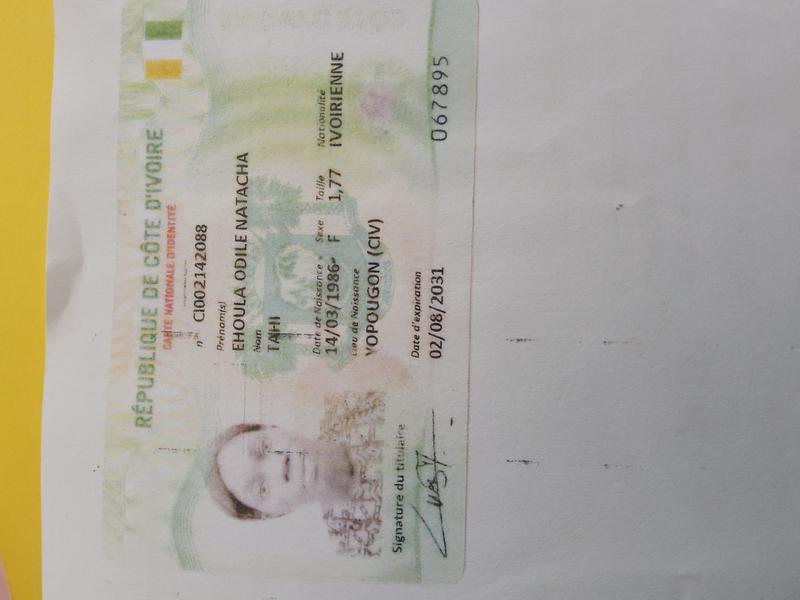 RÉPUBLIQUE DE CÔTE D'IVOIRE
CARTE NATIONALE D'IDENTITÉ
n° CI002142088
Prénom(s)
EHOULA ODILE NATACHA
Nom
TAHI
Date de Naissance Sexe Taille Nationalité
14/03/1986 F 1,77 IVOIRIENNE
Lieu de Naissance
YOPOUGON (CIV)
Date d'expiration
02/08/2031
067895
Signature du titulaire